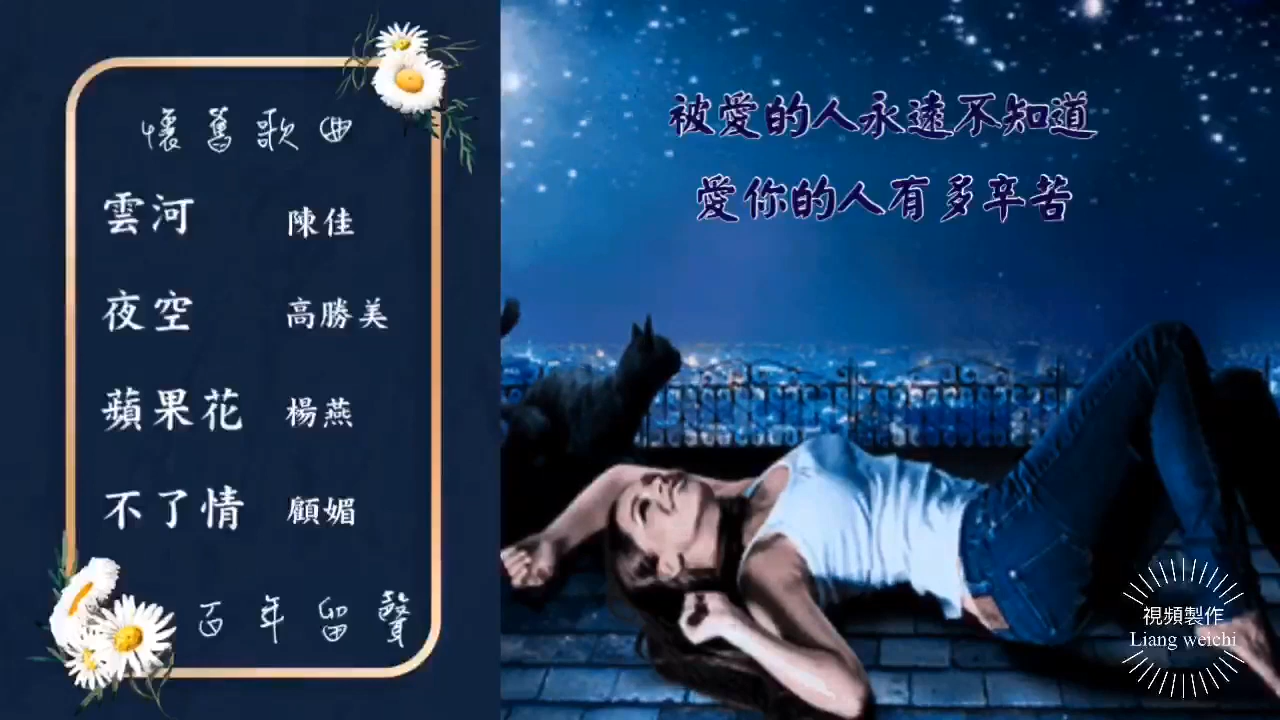 懷舊歌曲
雲河 陳佳
夜空 高勝美
蘋果花 楊燕
不了情 顧媚
百年留聲
被愛的人永遠不知道
愛你的人有多辛苦
視頻製作
Liang weichi